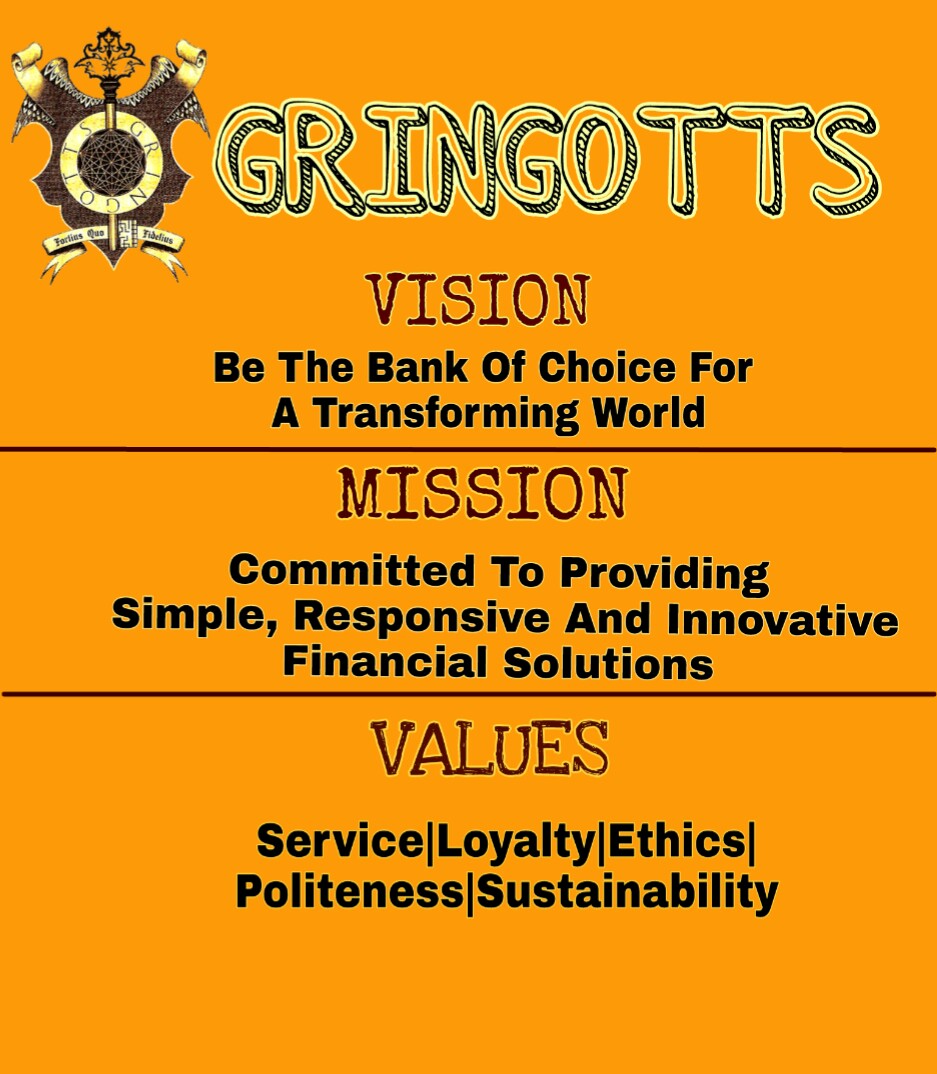 GRINGOTTS
GRINGOTTS
Fortius Quo Fidelius
VISION
Be The Bank Of Choice For
A Transforming World
MISSION
Committed To Providing
Simple, Responsive And Innovative
Financial Solutions
VALUES
Service|Loyalty|Ethics|
Politeness|Sustainability